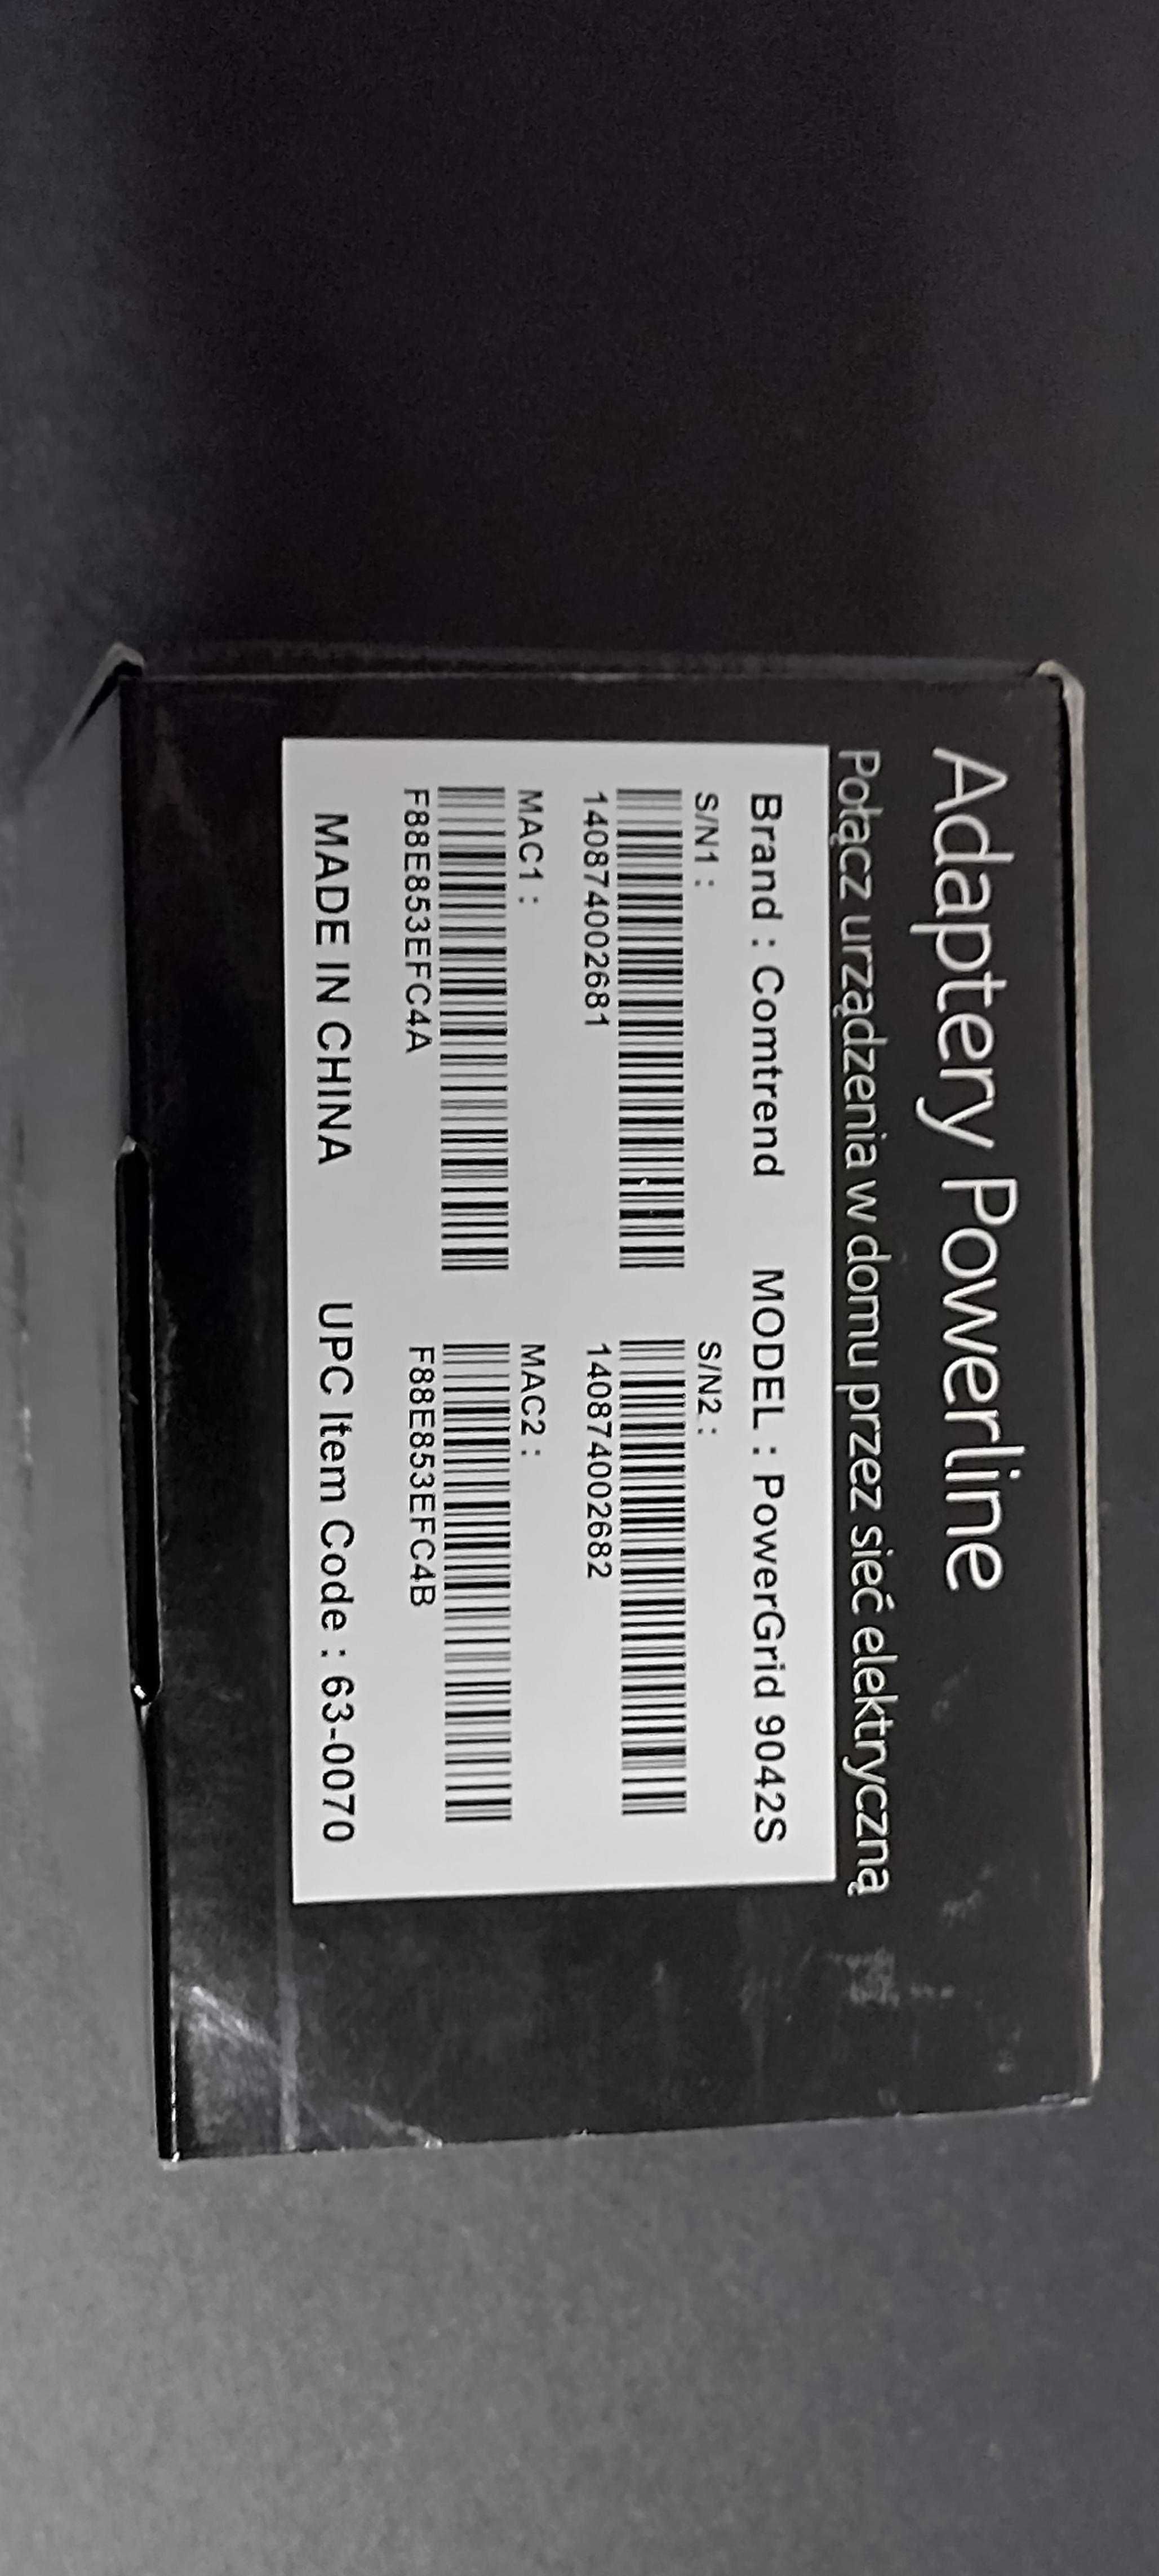 Adaptery Powerline
Połącz urządzenia w domu przez sieć elektryczną
Brand : Comtrend MODEL : PowerGrid 9042S
S/N1 : S/N2 :
140874002681 140874002682
MAC1 : MAC2 :
F88E853EFC4A F88E853EFC4B
MADE IN CHINA UPC Item Code : 63-0070